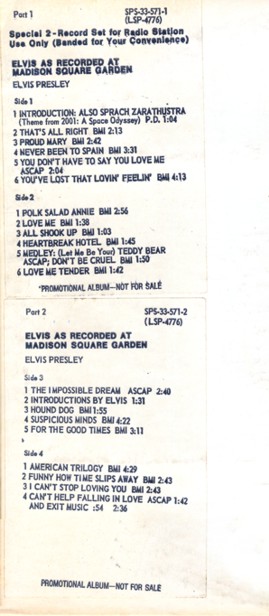 Part 1 SPS-33-571-1
(LSP-4776)
Special 2-Record Set for Radio Station
Use Only (Banded for Your Convenience)
ELVIS AS RECORDED AT
MADISON SQUARE GARDEN
ELVIS PRESLEY
Side 1
1 INTRODUCTION: ALSO SPRACH ZARATHUSTRA
(Theme from 2001: A Space Odyssey) P.D. 1:04
2 THAT'S ALL RIGHT BMI 2:13
3 PROUD MARY BMI 2:42
4 NEVER BEEN TO SPAIN BMI 3:31
5 YOU DON'T HAVE TO SAY YOU LOVE ME
ASCAP 2:04
6 YOU'VE LOST THAT LOVIN' FEELIN' BMI 4:13
Side 2
1 POLK SALAD ANNIE BMI 2:56
2 LOVE ME BMI 1:38
3 ALL SHOOK UP BMI 1:03
4 HEARTBREAK HOTEL BMI 1:45
5 MEDLEY: (Let Me Be Your) TEDDY BEAR
ASCAP; DON'T BE CRUEL BMI 1:50
6 LOVE ME TENDER BMI 1:42
*PROMOTIONAL ALBUM—NOT FOR SALE
Part 2 SPS-33-571-2
(LSP-4776)
ELVIS AS RECORDED AT
MADISON SQUARE GARDEN
ELVIS PRESLEY
Side 3
1 THE IMPOSSIBLE DREAM ASCAP 2:40
2 INTRODUCTIONS BY ELVIS 1:31
3 HOUND DOG BMI 1:55
4 SUSPICIOUS MINDS BMI 4:22
5 FOR THE GOOD TIMES BMI 3:11
Side 4
1 AMERICAN TRILOGY BMI 4:29
2 FUNNY HOW TIME SLIPS AWAY BMI 2:43
3 I CAN'T STOP LOVING YOU BMI 2:43
4 CAN'T HELP FALLING IN LOVE ASCAP 1:42
AND EXIT MUSIC :54 2:36
PROMOTIONAL ALBUM—NOT FOR SALE